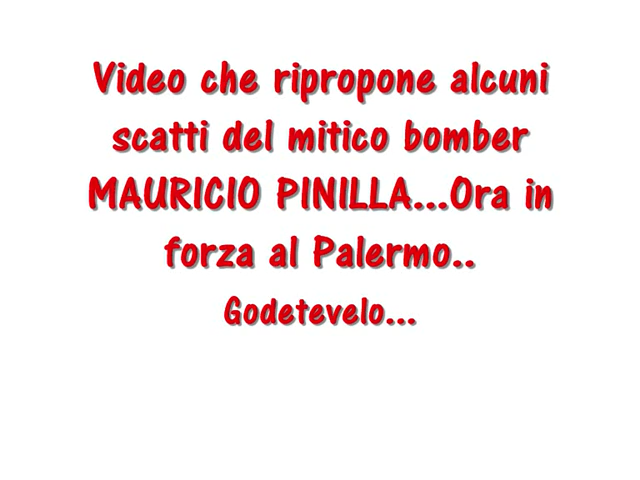 Video che ripropone alcuni
scatti del mitico bomber
MAURICIO PINILLA...Ora in
forza al Palermo..
Godetevelo...